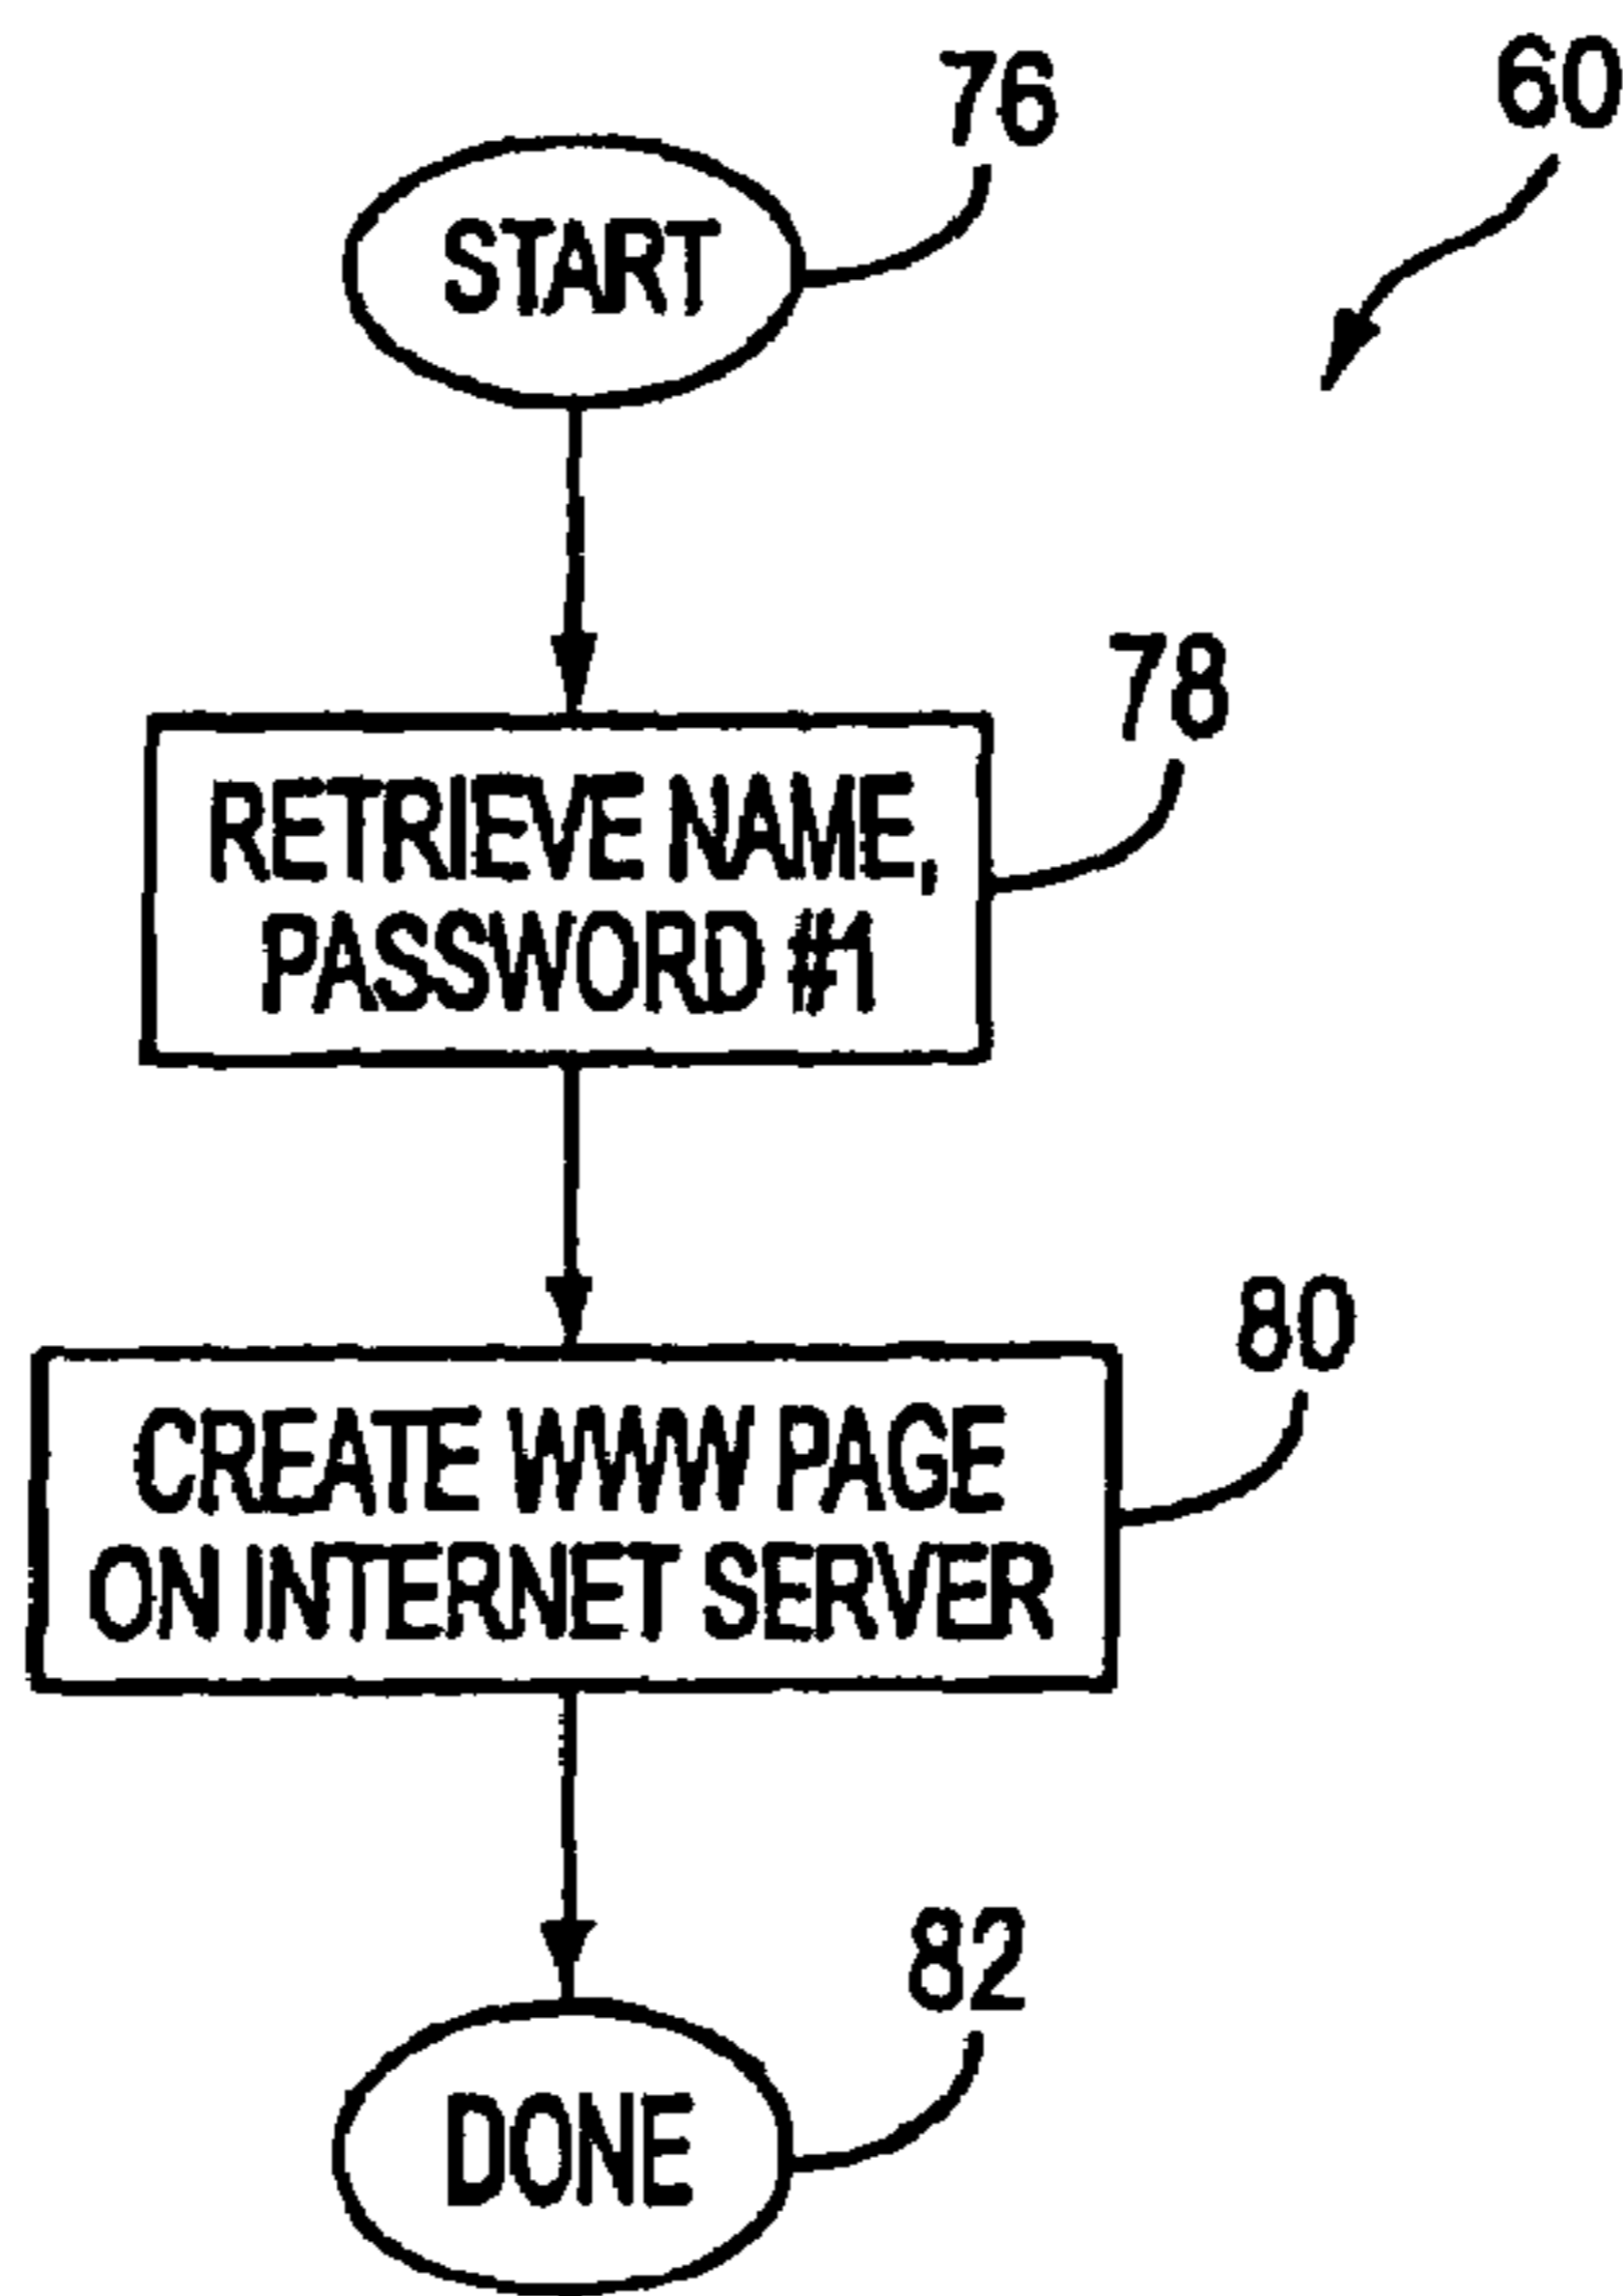 60
76
START
78
RETRIEVE NAME,
PASSWORD #1
80
CREATE WWW PAGE
ON INTERNET SERVER
82
DONE